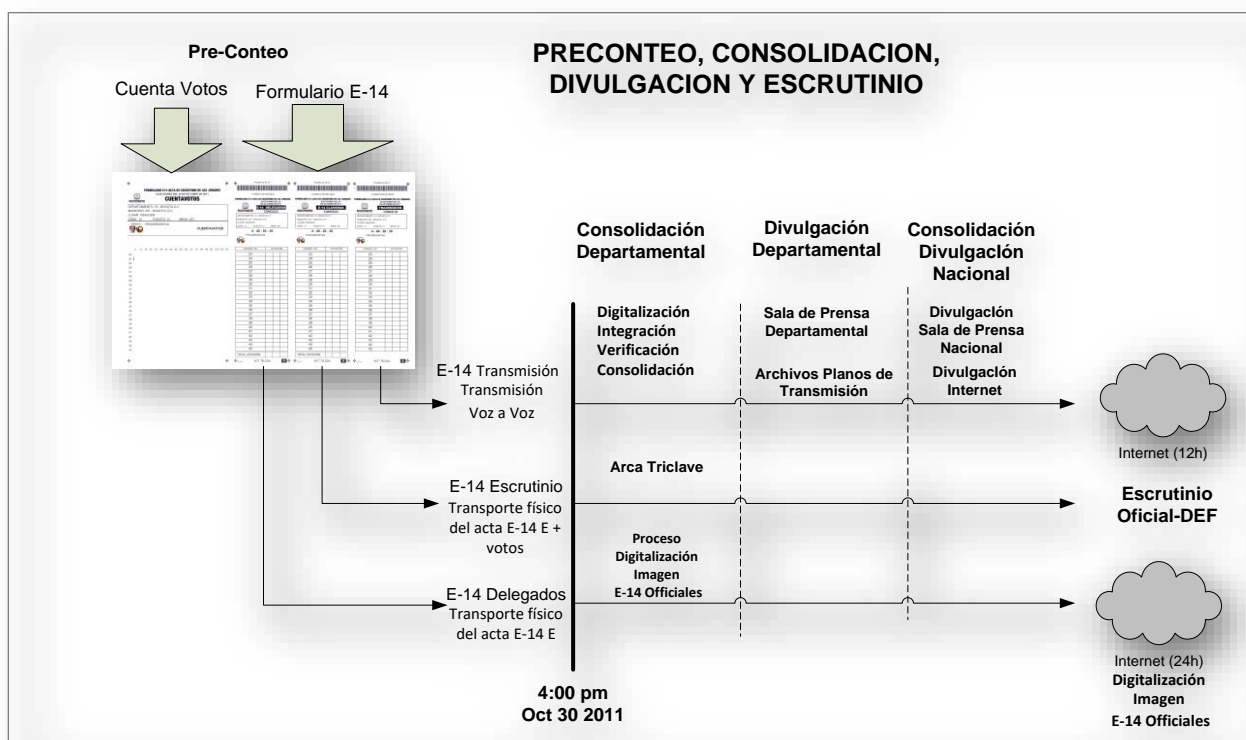 Pre-Conteo
PRECONTEO, CONSOLIDACION,
DIVULGACION Y ESCRUTINIO
Cuenta Votos
Formulario E-14
CUENTAVOTOS
Consolidación
Departamental
Divulgación
Departamental
Consolidación
Divulgación
Nacional
Digitalización
Integración
Verificación
Consolidación
Sala de Prensa
Departamental
Archivos Planos de
Transmisión
Divulgación
Sala de Prensa
Nacional
Divulgación
Internet
E-14 Transmisión
Transmisión
Voz a Voz
Internet (12h)
Arca Triclave
E-14 Escrutinio
Transporte físico
del acta E-14 E +
votos
Escrutinio
Oficial-DEF
Proceso
Digitalización
Imagen
E-14 Officiales
E-14 Delegados
Transporte físico
del acta E-14 E
Internet (24h)
Digitalización
Imagen
E-14 Officiales
4:00 pm
Oct 30 2011